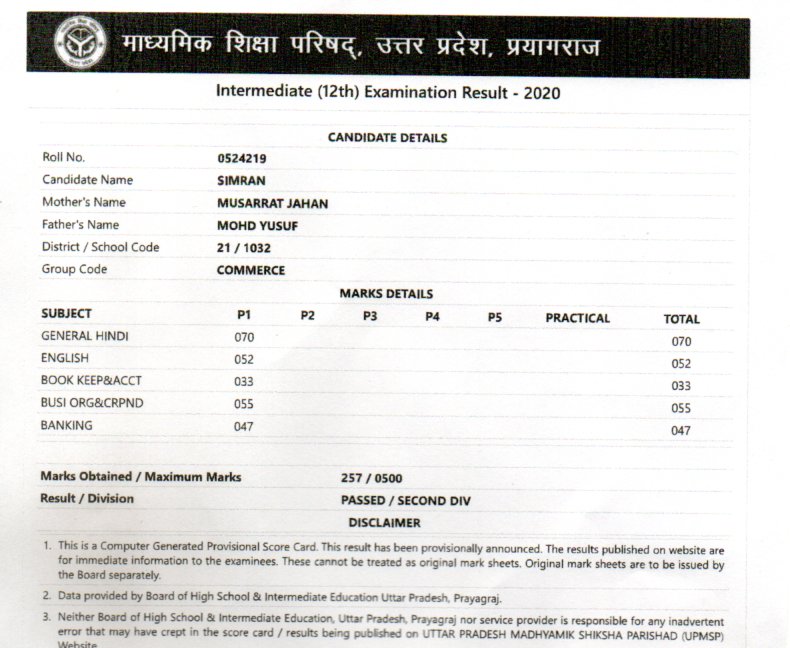 माध्यमिक शिक्षा परिषद्, उत्तर प्रदेश, प्रयागराज
Intermediate (12th) Examination Result - 2020
CANDIDATE DETAILS
Roll No. 0524219
Candidate Name SIMRAN
Mother's Name MUSARRAT JAHAN
Father's Name MOHD YUSUF
District / School Code 21 / 1032
Group Code COMMERCE
MARKS DETAILS
SUBJECT P1 P2 P3 P4 P5 PRACTICAL TOTAL
GENERAL HINDI 070 070
ENGLISH 052 052
BOOK KEEP&ACCT 033 033
BUSI ORG&CRPND 055 055
BANKING 047 047
Marks Obtained / Maximum Marks 257 / 0500
Result / Division PASSED / SECOND DIV
DISCLAIMER
1. This is a Computer Generated Provisional Score Card. This result has been provisionally announced. The results published on website are
for immediate information to the examinees. These cannot be treated as original mark sheets. Original mark sheets are to be issued by
the Board separately.
2. Data provided by Board of High School & Intermediate Education Uttar Pradesh, Prayagraj.
3. Neither Board of High School & Intermediate Education, Uttar Pradesh, Prayagraj nor service provider is responsible for any inadvertent
error that may have crept in the score card / results being published on UTTAR PRADESH MADHYAMIK SHIKSHA PARISHAD (UPMSP)
Website